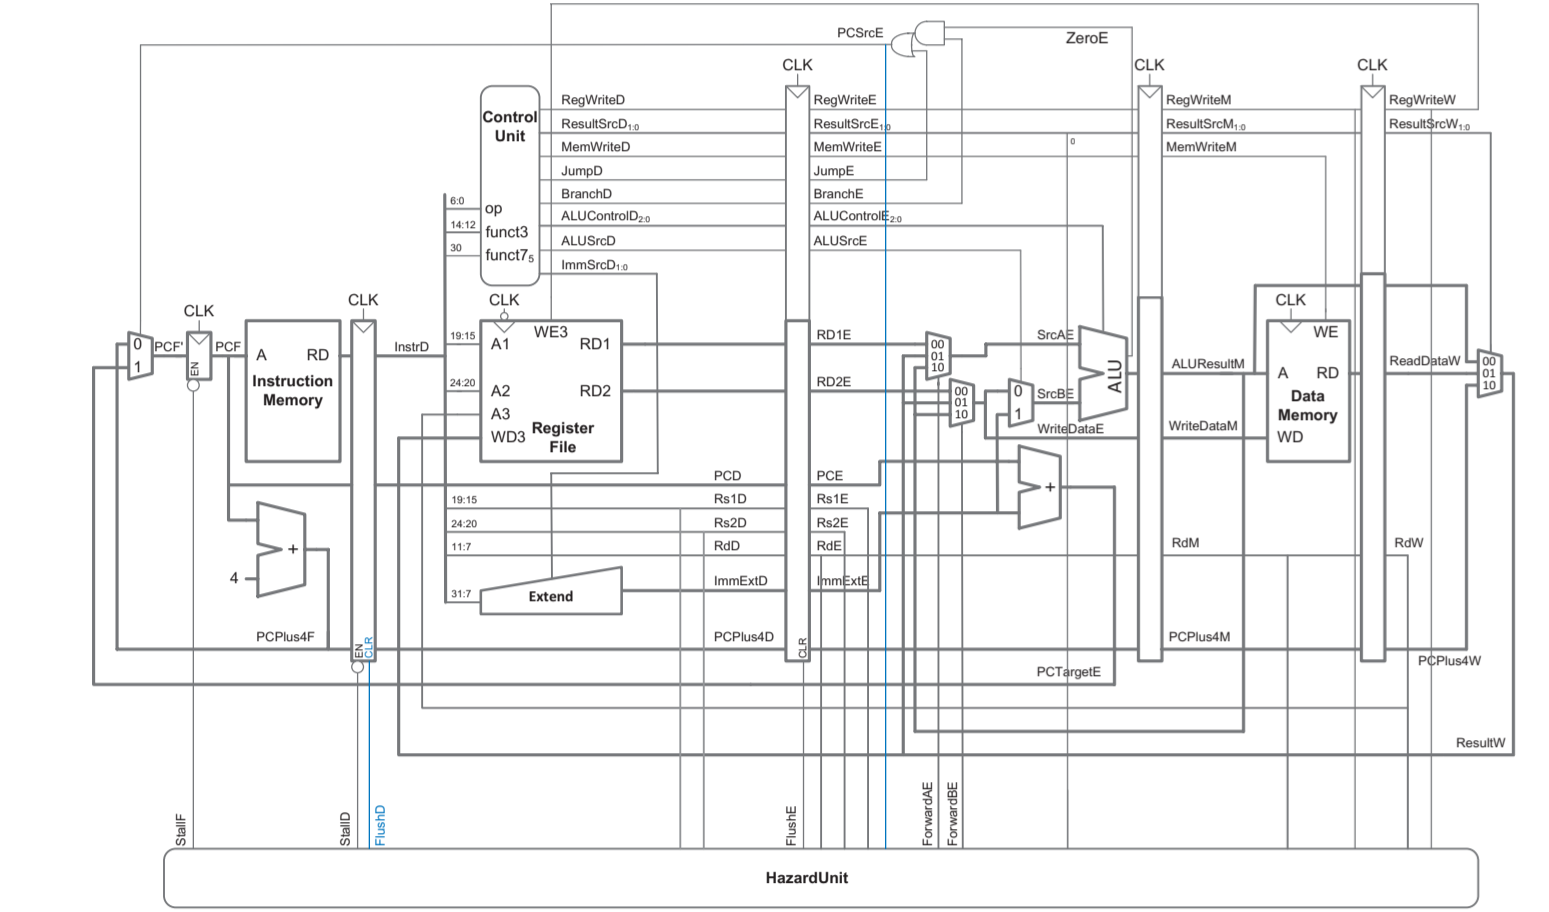 PCSrcE
ZeroE
CLK
CLK
CLK
Control
Unit
op
funct3
funct7₅
6:0
14:12
30
RegWriteD
ResultSrcD₁:₀
MemWriteD
JumpD
BranchD
ALUControlD₂:₀
ALUSrcD
ImmSrcD₁:₀
RegWriteE
ResultSrcE₁:₀
MemWriteE
JumpE
BranchE
ALUControlE₂:₀
ALUSrcE
0
RegWriteM
ResultSrcM₁:₀
MemWriteM
RegWriteW
ResultSrcW₁:₀
CLK
CLK
CLK
CLK
0
1
PCF'
EN
PCF
A
RD
Instruction
Memory
InstrD
19:15
24:20
A1
A2
A3
WD3
WE3
RD1
RD2
Register
File
RD1E
RD2E
00
01
10
00
01
10
0
1
SrcAE
SrcBE
ALU
WriteDataE
ALUResultM
WriteDataM
A
RD
WE
Data
Memory
WD
ReadDataW
00
01
10
PCD
PCE
19:15
Rs1D
Rs1E
24:20
Rs2D
Rs2E
11:7
RdD
RdE
RdM
RdW
+
4
+
31:7
Extend
ImmExtD
ImmExtE
PCPlus4F
EN
CLR
PCPlus4D
CLR
PCPlus4M
PCPlus4W
PCTargetE
ResultW
StallF
StallD
FlushD
FlushE
ForwardAE
ForwardBE
HazardUnit